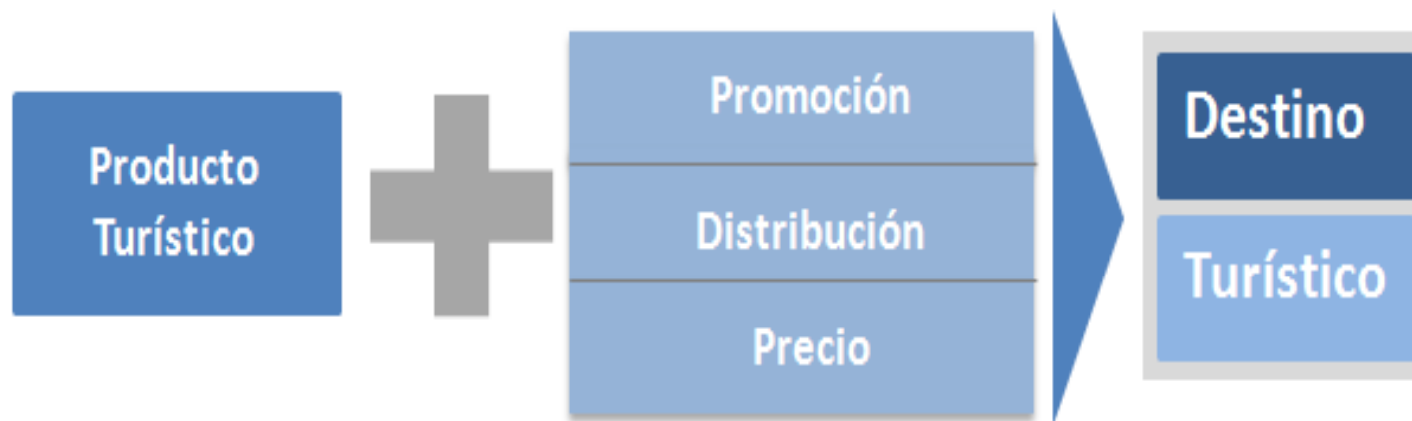 Producto
Turístico
Promoción
Distribución
Precio
Destino
Turístico